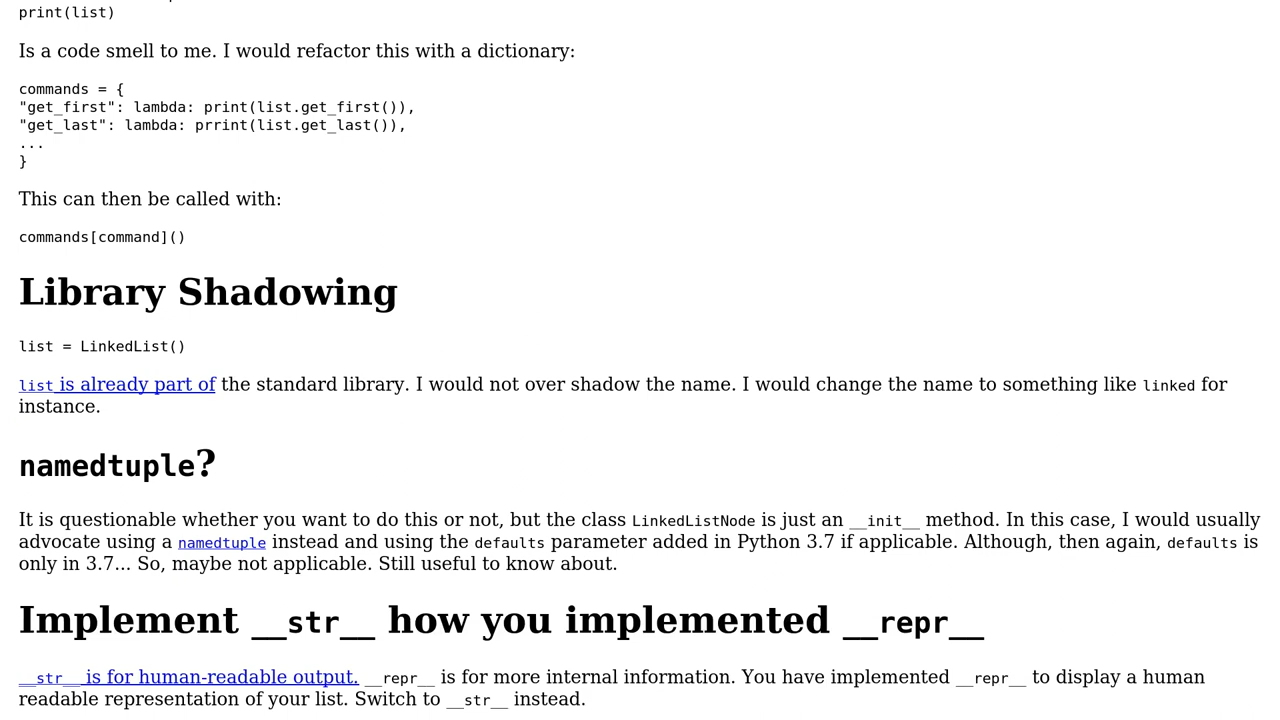 print(list)
Is a code smell to me. I would refactor this with a dictionary:
commands = {
"get_first": lambda: print(list.get_first()),
"get_last": lambda: prrint(list.get_last()),
...
}
This can then be called with:
commands[command]()
Library Shadowing
list = LinkedList()
list is already part of the standard library. I would not over shadow the name. I would change the name to something like linked for
instance.
namedtuple?
It is questionable whether you want to do this or not, but the class LinkedListNode is just an __init__ method. In this case, I would usually
advocate using a namedtuple instead and using the defaults parameter added in Python 3.7 if applicable. Although, then again, defaults is
only in 3.7... So, maybe not applicable. Still useful to know about.
Implement __str__ how you implemented __repr__
__str__ is for human-readable output. __repr__ is for more internal information. You have implemented __repr__ to display a human
readable representation of your list. Switch to __str__ instead.